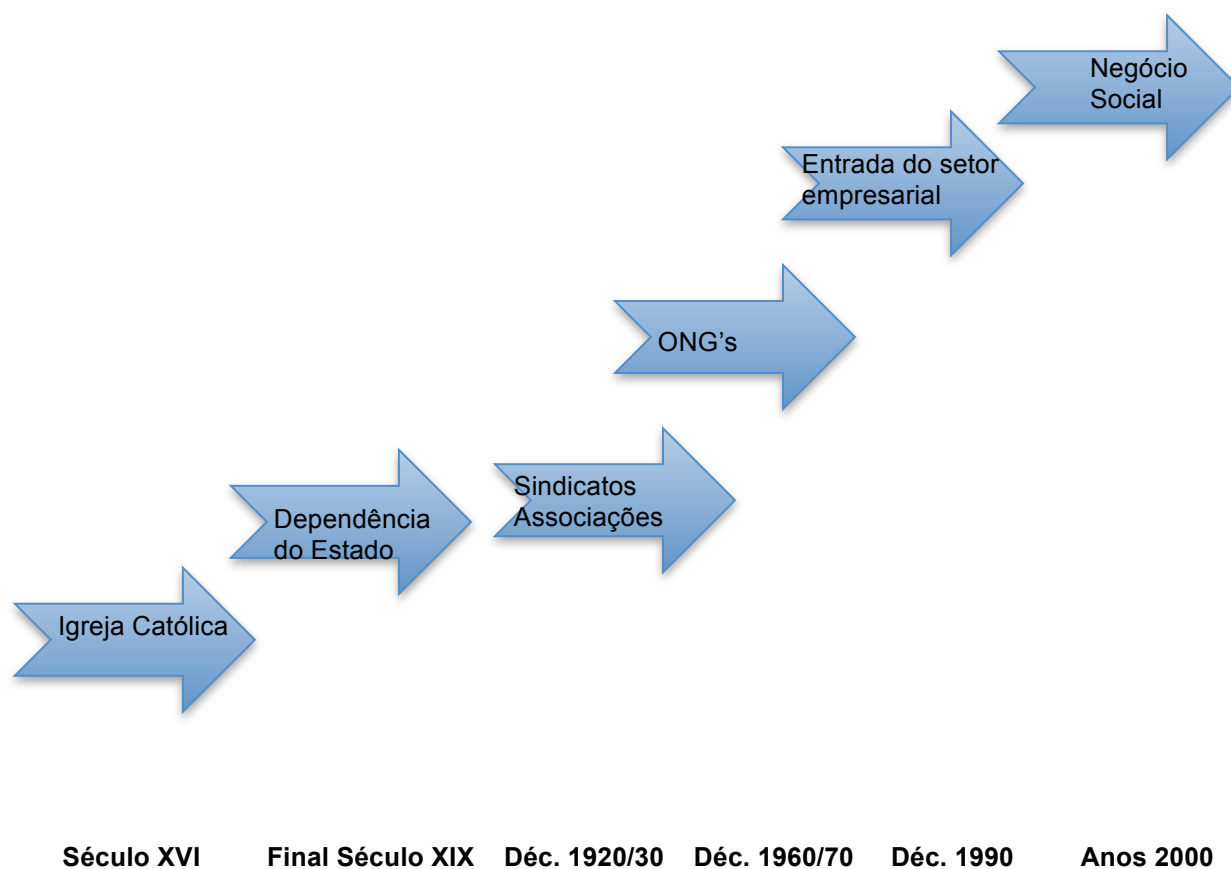 Negócio
Social
Entrada do setor
empresarial
ONG's
Sindicatos
Associações
Dependência
do Estado
Igreja Católica
Século XVI Final Século XIX Déc. 1920/30 Déc. 1960/70 Déc. 1990 Anos 2000